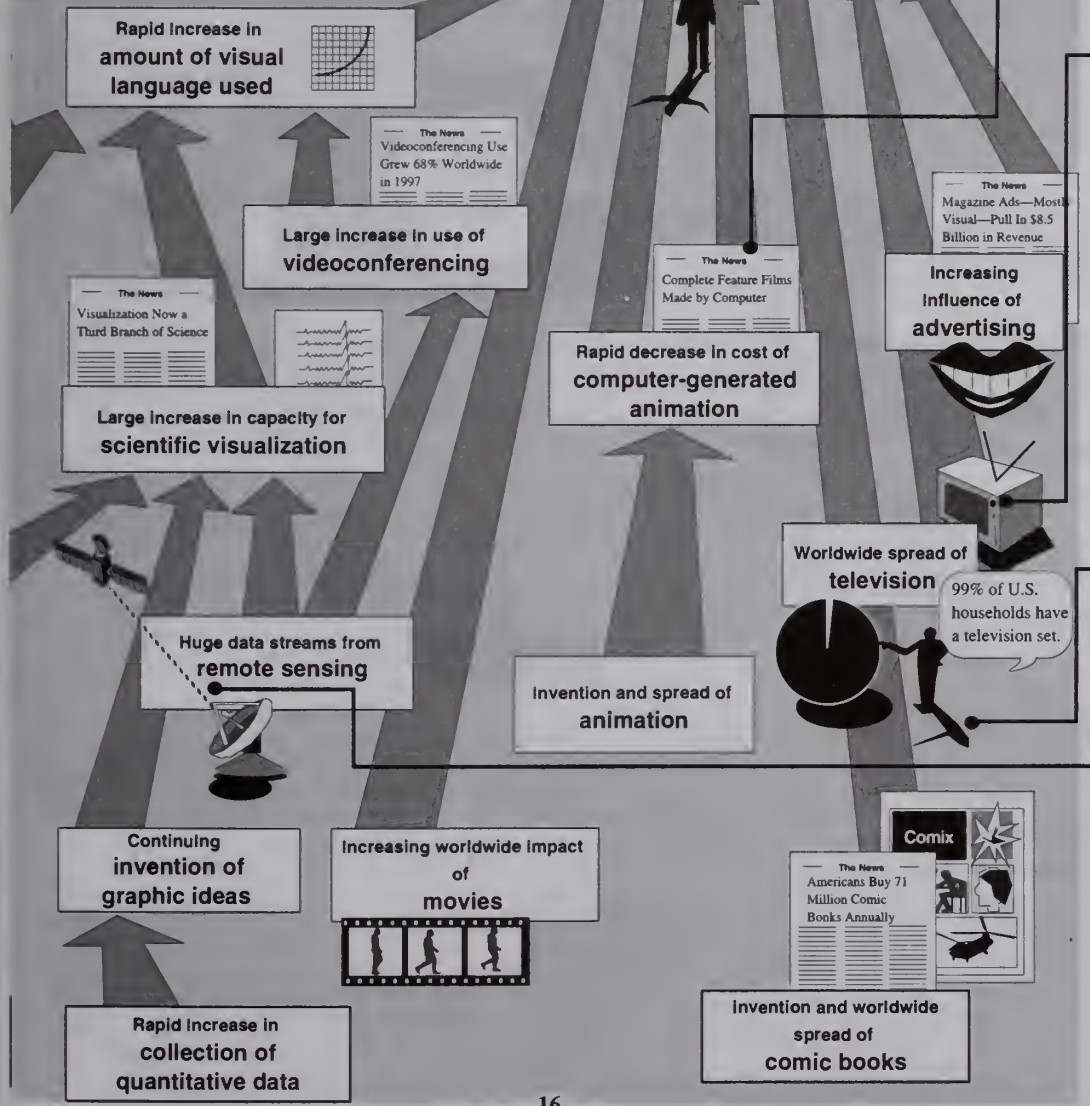 Rapid Increase in
amount of visual
language used
The News
Videoconferencing Use
Grew 68% Worldwide
in 1997
Large increase in use of
videoconferencing
The News
Magazine Ads—Mostly
Visual—Pull In $8.5
Billion in Revenue
Increasing
Influence of
advertising
The News
Complete Feature Films
Made by Computer
Rapid decrease in cost of
computer-generated
animation
The News
Visualization Now a
Third Branch of Science
Large increase in capacity for
scientific visualization
Worldwide spread of
television
99% of U.S.
households have
a television set.
Huge data streams from
remote sensing
Invention and spread of
animation
Continuing
invention of
graphic ideas
Increasing worldwide impact
of
movies
Comix
The News
Americans Buy 71
Million Comic
Books Annually
Invention and worldwide
spread of
comic books
Rapid Increase in
collection of
quantitative data
16